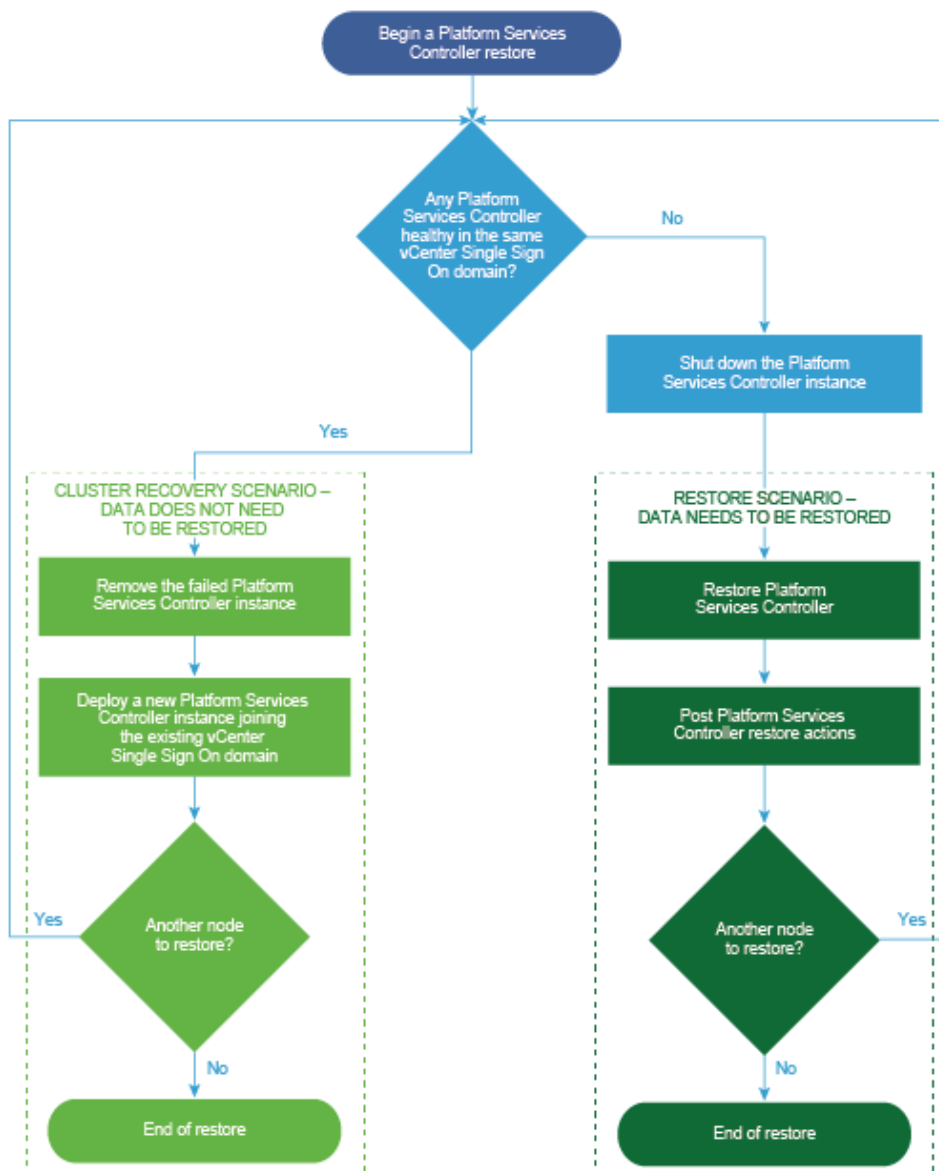 Begin a Platform Services
Controller restore
Any Platform
Services Controller
healthy in the same
vCenter Single Sign
On domain?
No
Shut down the Platform
Services Controller instance
Yes
CLUSTER RECOVERY SCENARIO –
DATA DOES NOT NEED
TO BE RESTORED
RESTORE SCENARIO –
DATA NEEDS TO BE RESTORED
Remove the failed Platform
Services Controller instance
Restore Platform
Services Controller
Deploy a new Platform Services
Controller instance joining
the existing vCenter
Single Sign On domain
Post Platform Services
Controller restore actions
Yes
Another node
to restore?
Another node
to restore?
Yes
No
No
End of restore
End of restore